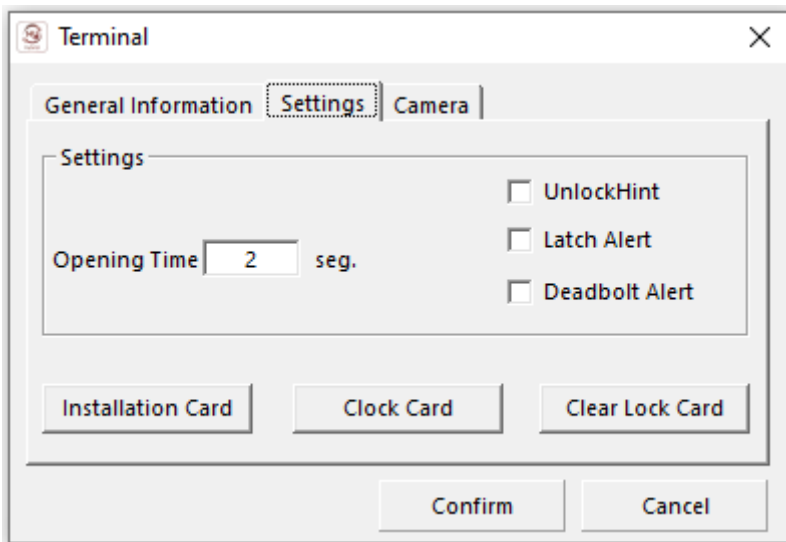 Terminal
General Information Settings Camera
Settings
UnlockHint
Latch Alert
Opening Time 2 seg.
Deadbolt Alert
Installation Card Clock Card Clear Lock Card
Confirm Cancel